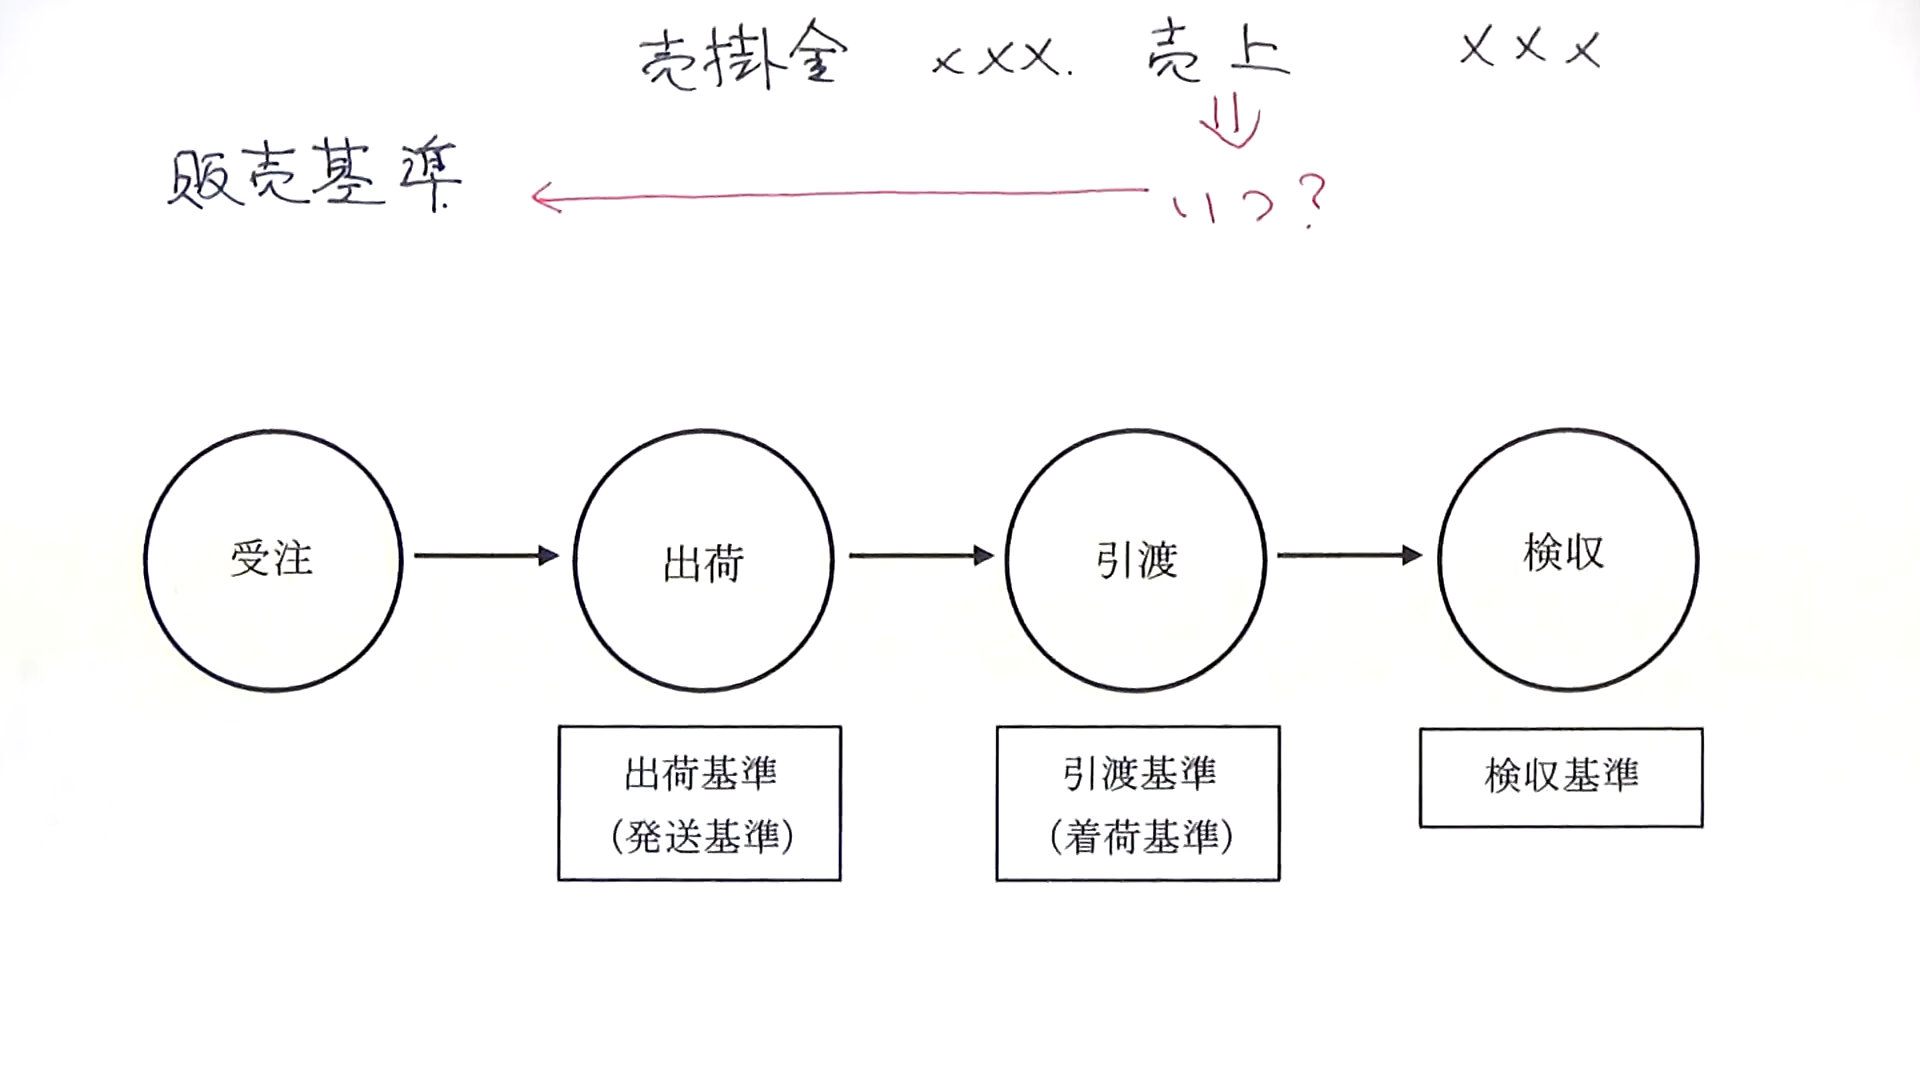 売掛金 ×××. 売上 ×××
販売基準 いつ?
受注 出荷 引渡 検収
出荷基準
(発送基準)
引渡基準
(着荷基準)
検収基準